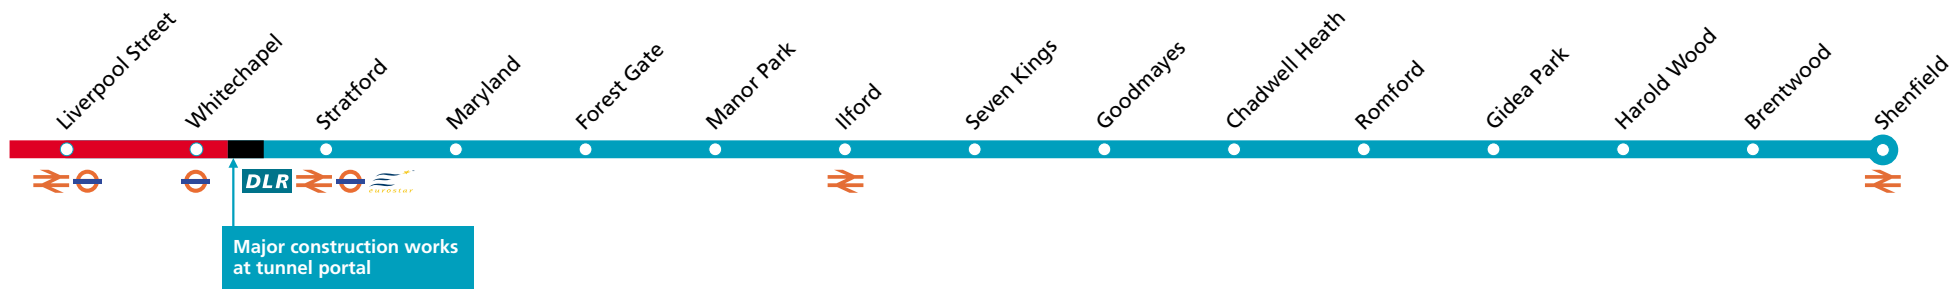 Liverpool Street
Whitechapel
Stratford
Maryland
Forest Gate
Manor Park
Ilford
Seven Kings
Goodmayes
Chadwell Heath
Romford
Gidea Park
Harold Wood
Brentwood
Shenfield
DLR
eurostar
Major construction works
at tunnel portal